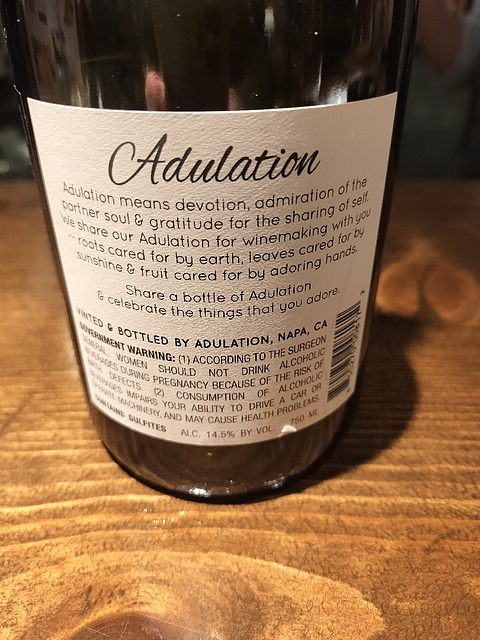 Adulation
Adulation means devotion, admiration of the
partner soul & gratitude for the sharing of self.
We share our Adulation for winemaking with you
– roots cared for by earth, leaves cared for by
sunshine & fruit cared for by adoring hands.
Share a bottle of Adulation
& celebrate the things that you adore.
VINTED & BOTTLED BY ADULATION, NAPA, CA
GOVERNMENT WARNING: (1) ACCORDING TO THE SURGEON
GENERAL, WOMEN SHOULD NOT DRINK ALCOHOLIC
BEVERAGES DURING PREGNANCY BECAUSE OF THE RISK OF
BIRTH DEFECTS. (2) CONSUMPTION OF ALCOHOLIC
BEVERAGES IMPAIRS YOUR ABILITY TO DRIVE A CAR OR
OPERATE MACHINERY, AND MAY CAUSE HEALTH PROBLEMS.
CONTAINS SULFITES ALC. 14.5% BY VOL. 750 ML